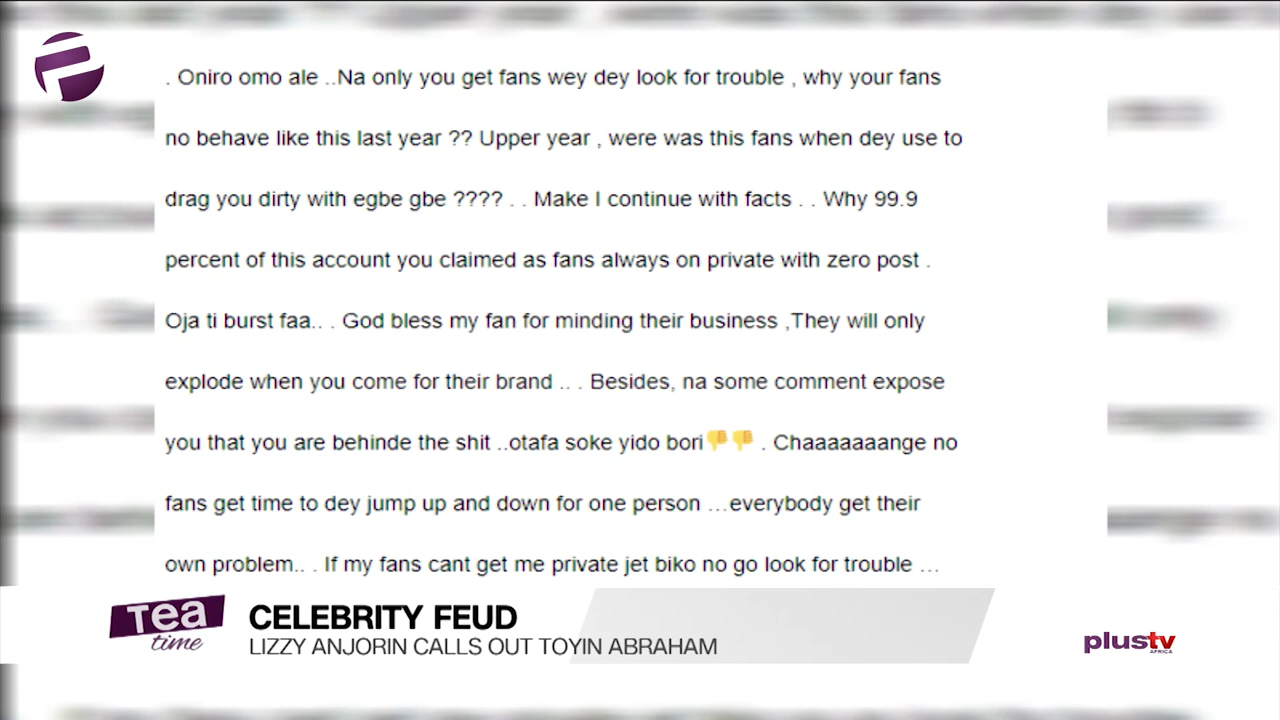 . Oniro omo ale ..Na only you get fans wey dey look for trouble , why your fans
no behave like this last year ?? Upper year , were was this fans when dey use to
drag you dirty with egbe gbe ???? . . Make I continue with facts . . Why 99.9
percent of this account you claimed as fans always on private with zero post .
Oja ti burst faa.. . God bless my fan for minding their business ,They will only
explode when you come for their brand .. . Besides, na some comment expose
you that you are behinde the shit ..otafa soke yido bori👎👎 . Chaaaaaaange no
fans get time to dey jump up and down for one person ...everybody get their
own problem.. . If my fans cant get me private jet biko no go look for trouble ...
Tea
time
CELEBRITY FEUD
LIZZY ANJORIN CALLS OUT TOYIN ABRAHAM
plustv
AFRICA